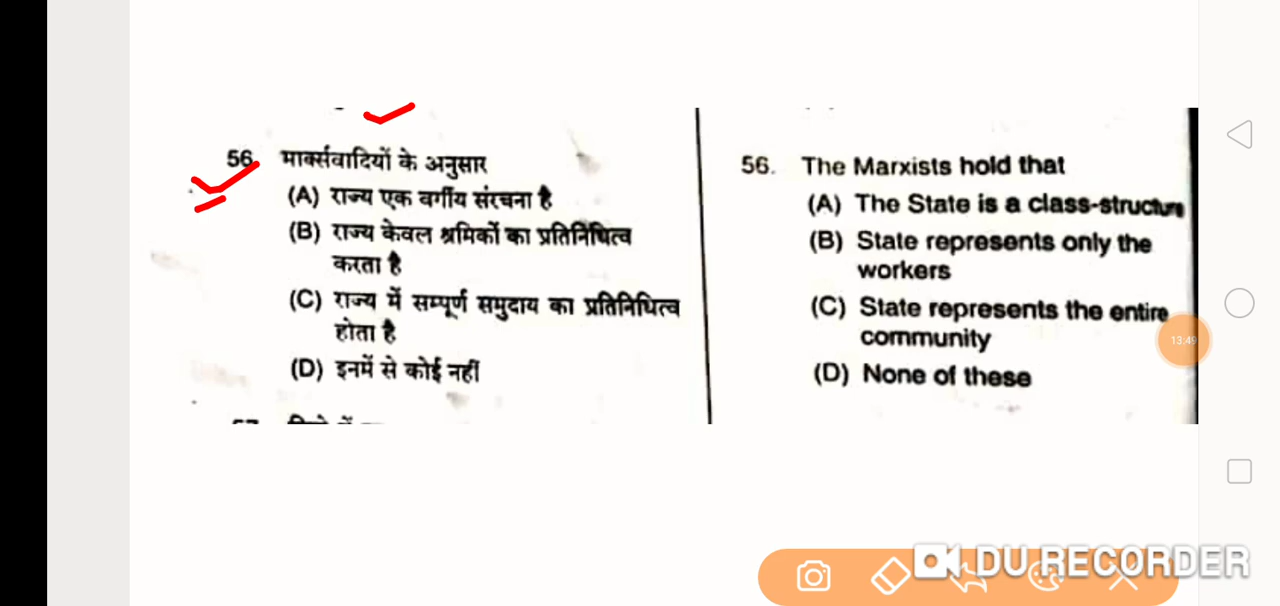 56. मार्क्सवादियों के अनुसार
(A) राज्य एक वर्गीय संरचना है
(B) राज्य केवल श्रमिकों का प्रतिनिधित्व
करता है
(C) राज्य में सम्पूर्ण समुदाय का प्रतिनिधित्व
होता है
(D) इनमें से कोई नहीं
56. The Marxists hold that
(A) The State is a class-structure
(B) State represents only the
workers
(C) State represents the entire
community
(D) None of these
13:49
DU RECORDER